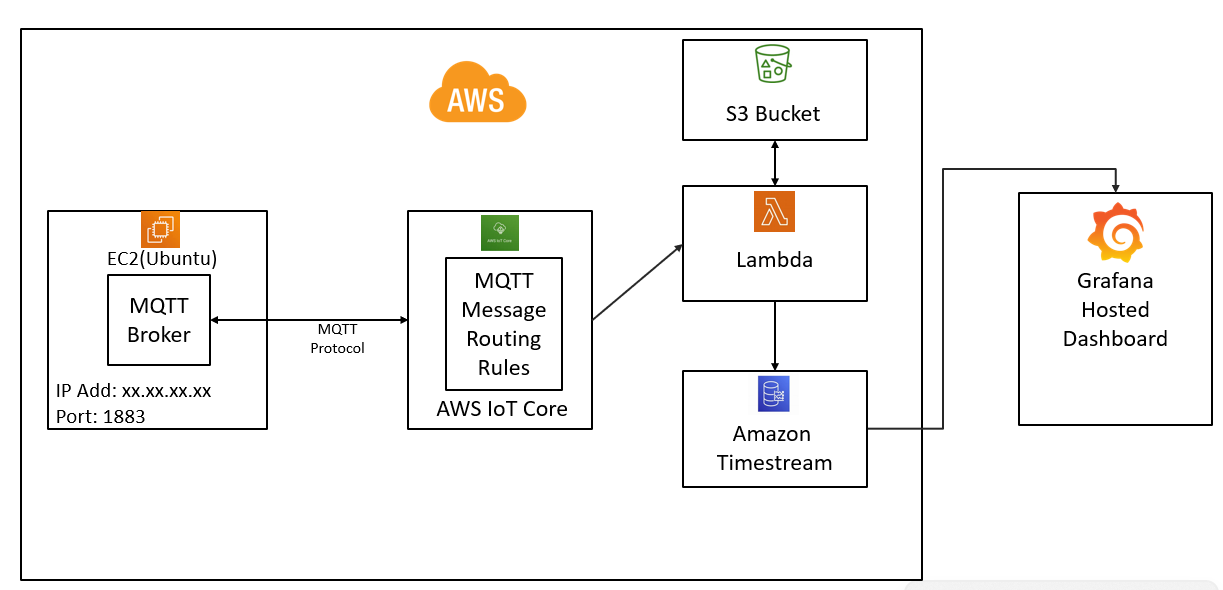 AWS
S3 Bucket
EC2(Ubuntu)
MQTT
Broker
IP Add: xx.xx.xx.xx
Port: 1883
MQTT
Protocol
AWS IoT Core
MQTT
Message
Routing
Rules
AWS IoT Core
Lambda
Amazon
Timestream
Grafana
Hosted
Dashboard